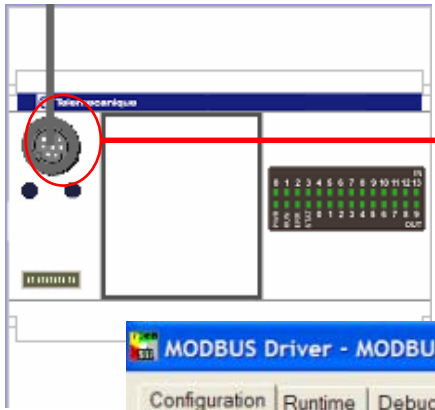 Telemecanique
IN
0 1 2 3 4 5 6 7 8 9 10 11 12 13
PWR RUN ERR STAT 0 1 2 3 4 5 6 7 8 9
OUT
MODBUS Driver - MODBU
Configuration Runtime Debug